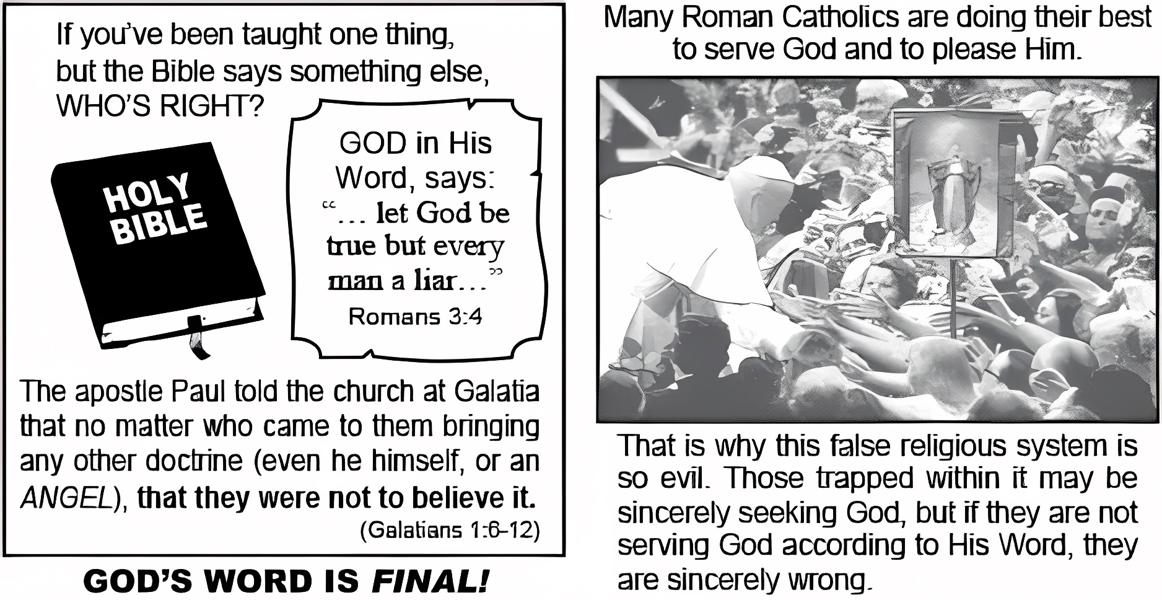 If you've been taught one thing,
but the Bible says something else,
WHO'S RIGHT?
HOLY
BIBLE
GOD in His
Word, says:
“... let God be
true but every
man a liar...”
Romans 3:4
The apostle Paul told the church at Galatia
that no matter who came to them bringing
any other doctrine (even he himself, or an
ANGEL), that they were not to believe it.
(Galatians 1:6-12)
GOD'S WORD IS FINAL!
Many Roman Catholics are doing their best
to serve God and to please Him.
That is why this false religious system is
so evil. Those trapped within it may be
sincerely seeking God, but if they are not
serving God according to His Word, they
are sincerely wrong.